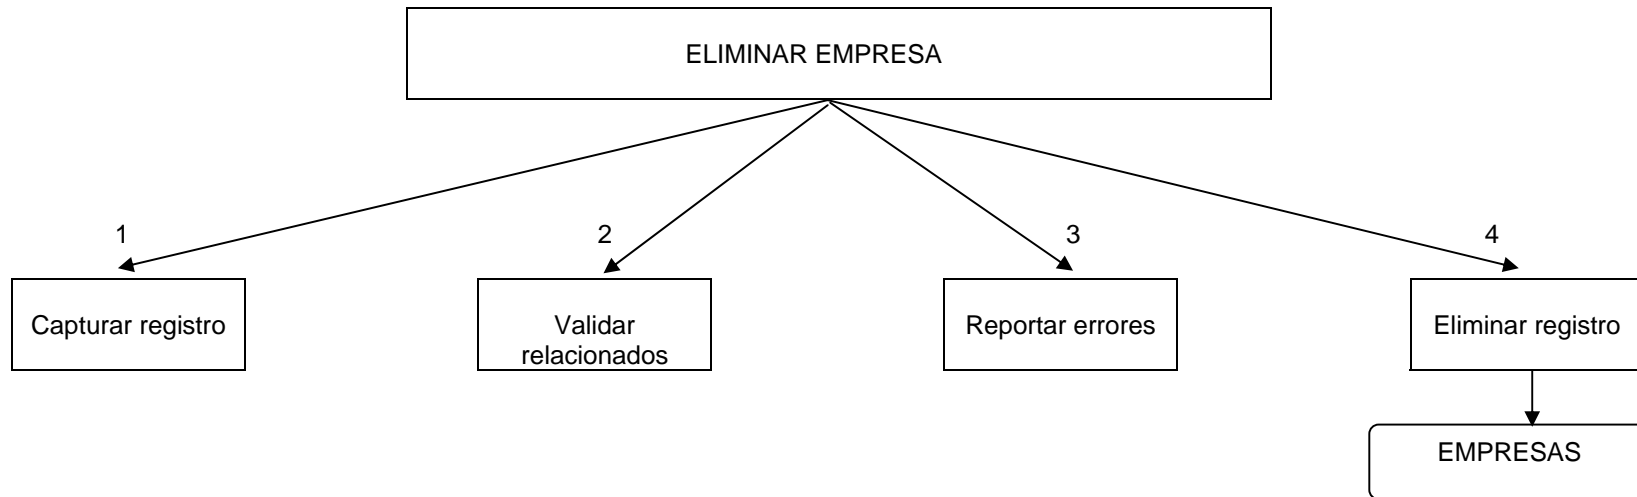 ELIMINAR EMPRESA
1
2
3
4
Capturar registro
Validar
relacionados
Reportar errores
Eliminar registro
EMPRESAS